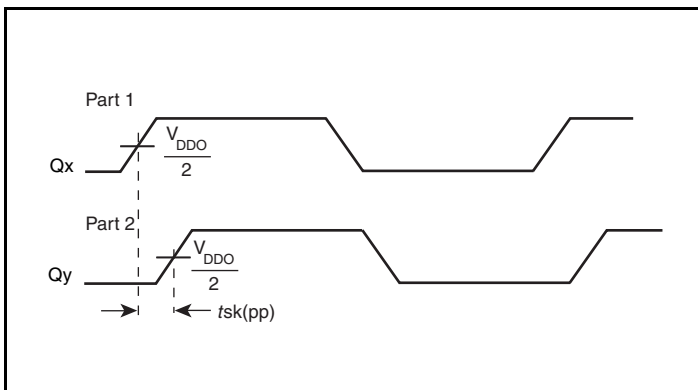 Part 1
V_DDO
Qx
2
Part 2
V_DDO
Qy
2
tsk(pp)